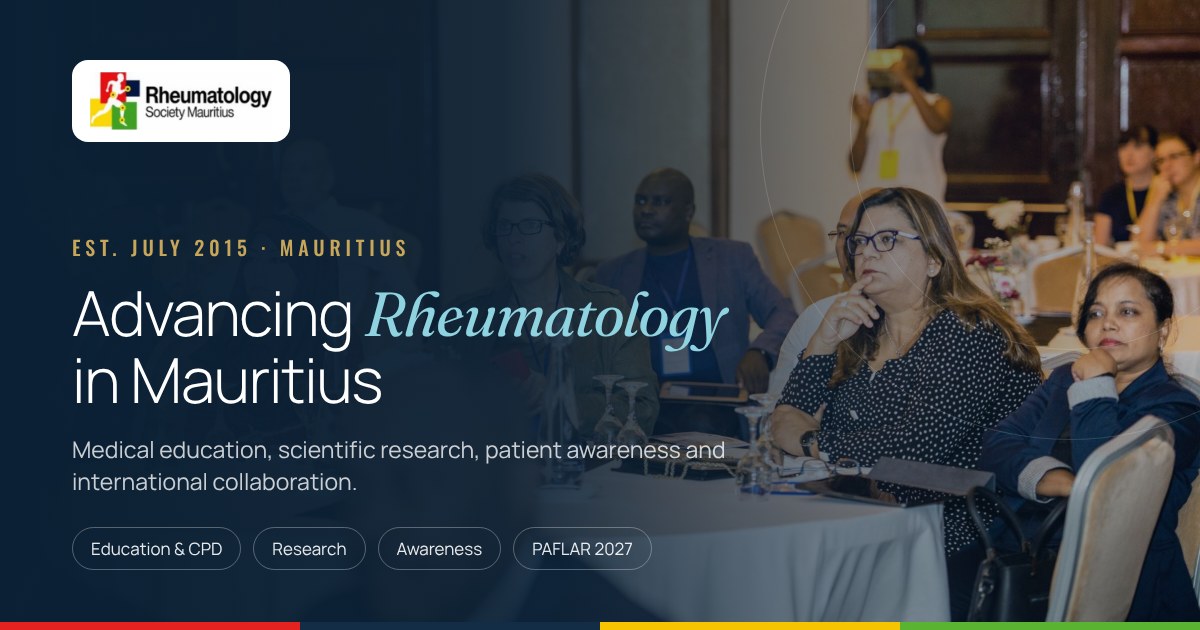 Rheumatology
Society Mauritius
EST. JULY 2015 · MAURITIUS
Advancing Rheumatology
in Mauritius
Medical education, scientific research, patient awareness and
international collaboration.
Education & CPD
Research
Awareness
PAFLAR 2027